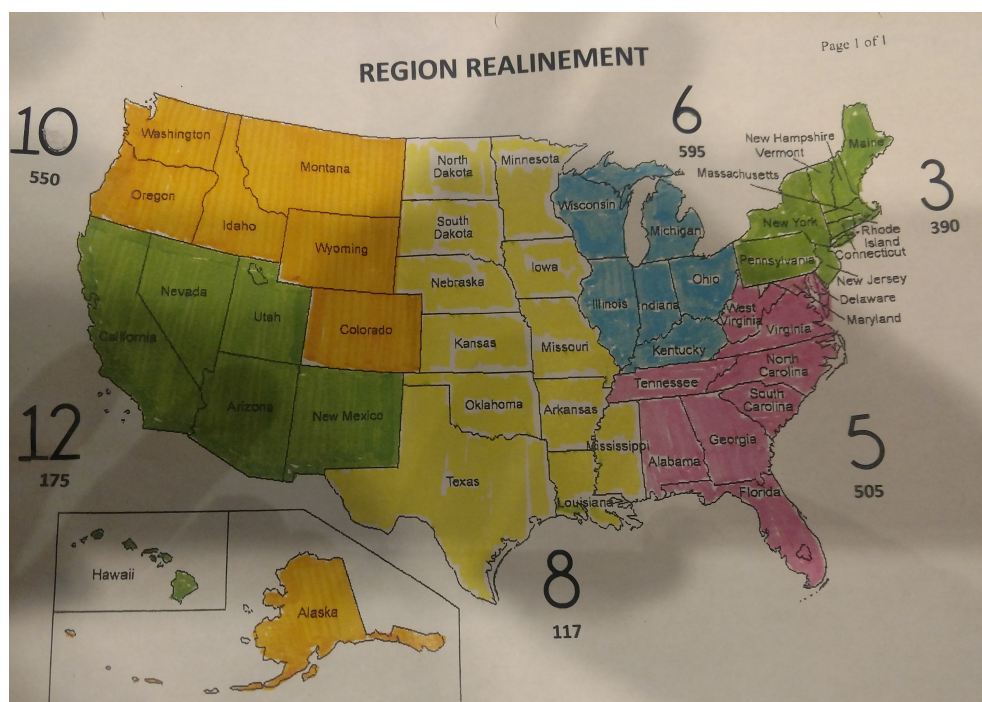 Page 1 of 1
REGION REALINEMENT
10
550
6
595
3
390
12
175
5
505
8
117
Washington
Oregon
Idaho
Montana
Wyoming
Colorado
Nevada
Utah
California
Arizona
New Mexico
North
Dakota
South
Dakota
Nebraska
Kansas
Oklahoma
Texas
Minnesota
Iowa
Missouri
Arkansas
Louisiana
Mississippi
Wisconsin
Michigan
Illinois
Indiana
Ohio
Kentucky
Tennessee
Alabama
Georgia
Florida
South
Carolina
North
Carolina
Virginia
West
Virginia
Pennsylvania
New York
New Hampshire
Vermont
Massachusetts
Maine
Rhode
Island
Connecticut
New Jersey
Delaware
Maryland
Hawaii
Alaska